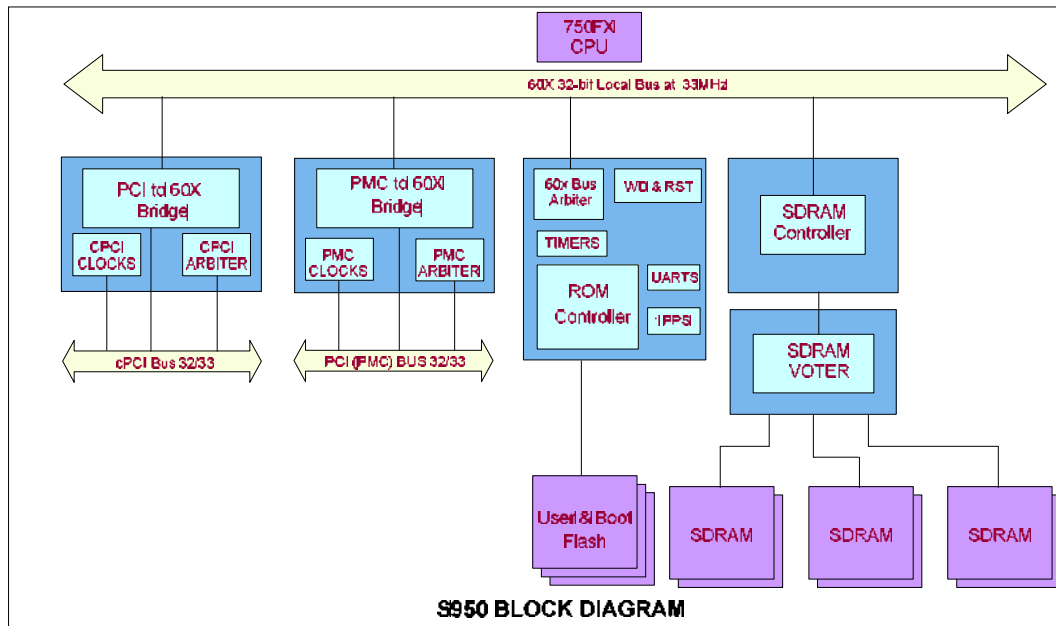 750FX
CPU
60X 32-bit Local Bus at 33MHz
PCI to 60X
Bridge
CPCI
CLOCKS
CPCI
ARBITER
cPCI Bus 32/33
PMC to 60X
Bridge
PMC
CLOCKS
PMC
ARBITER
PCI (PMC) BUS 32/33
60x Bus
Arbiter
WD & RST
TIMERS
ROM
Controller
UARTS
1PPS
SDRAM
Controller
SDRAM
VOTER
User & Boot
Flash
SDRAM
SDRAM
SDRAM
S950 BLOCK DIAGRAM